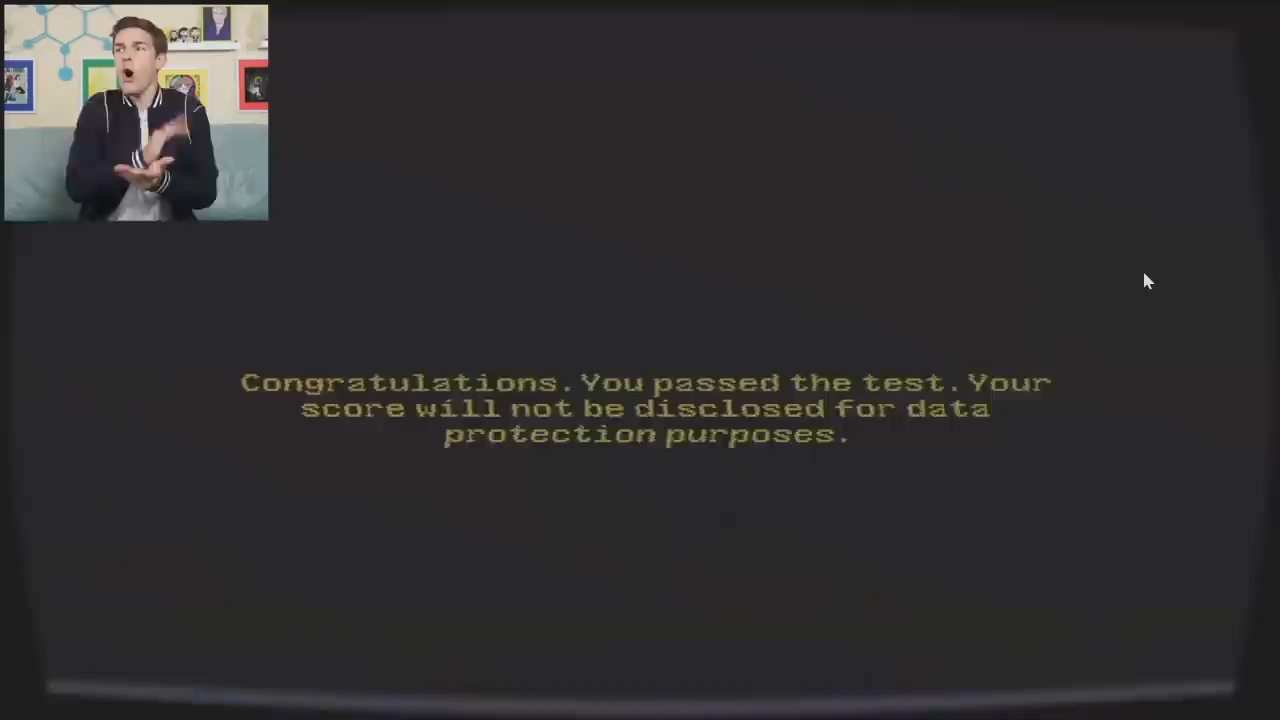 Congratulations. You passed the test. Your
score will not be disclosed for data
protection purposes.